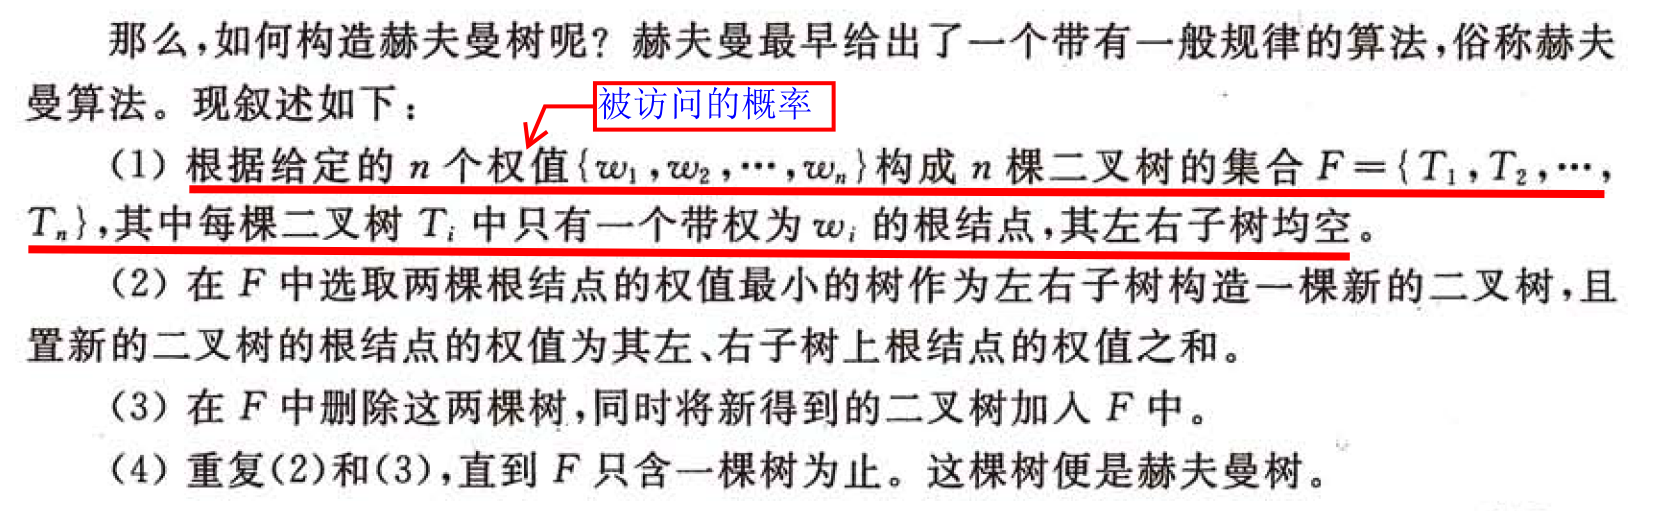 那么,如何构造赫夫曼树呢? 赫夫曼最早给出了一个带有一般规律的算法,俗称赫夫
曼算法。现叙述如下:
被访问的概率
(1) 根据给定的 n 个权值{w₁,w₂,…,wₙ}构成 n 棵二叉树的集合 F={T₁,T₂,…,
Tₙ},其中每棵二叉树 Tᵢ 中只有一个带权为 wᵢ 的根结点,其左右子树均空。
(2) 在 F 中选取两棵根结点的权值最小的树作为左右子树构造一棵新的二叉树,且
置新的二叉树的根结点的权值为其左、右子树上根结点的权值之和。
(3) 在 F 中删除这两棵树,同时将新得到的二叉树加入 F 中。
(4) 重复(2)和(3),直到 F 只含一棵树为止。这棵树便是赫夫曼树。